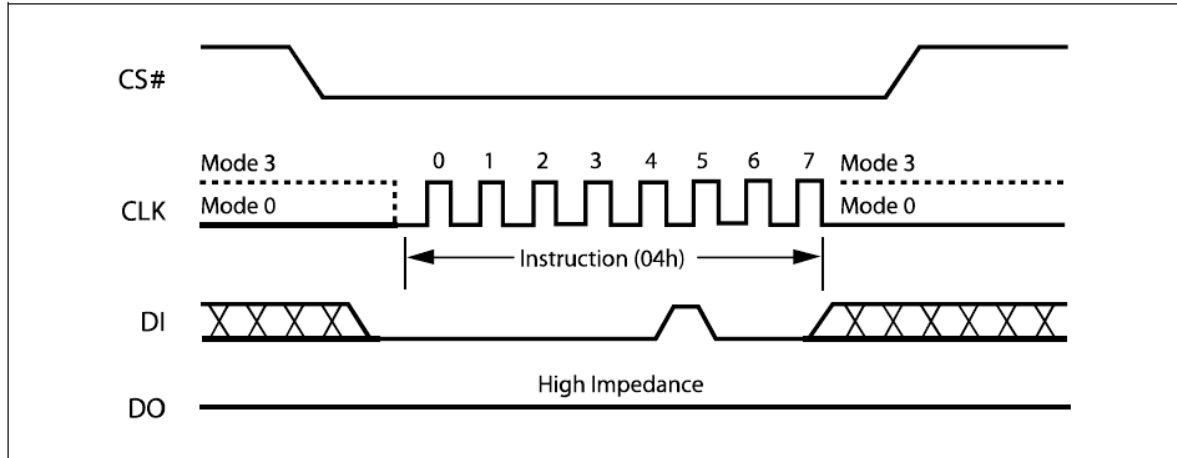 CS#
Mode 3
0 1 2 3 4 5 6 7
Mode 3
CLK
Mode 0
Mode 0
Instruction (04h)
DI
High Impedance
DO